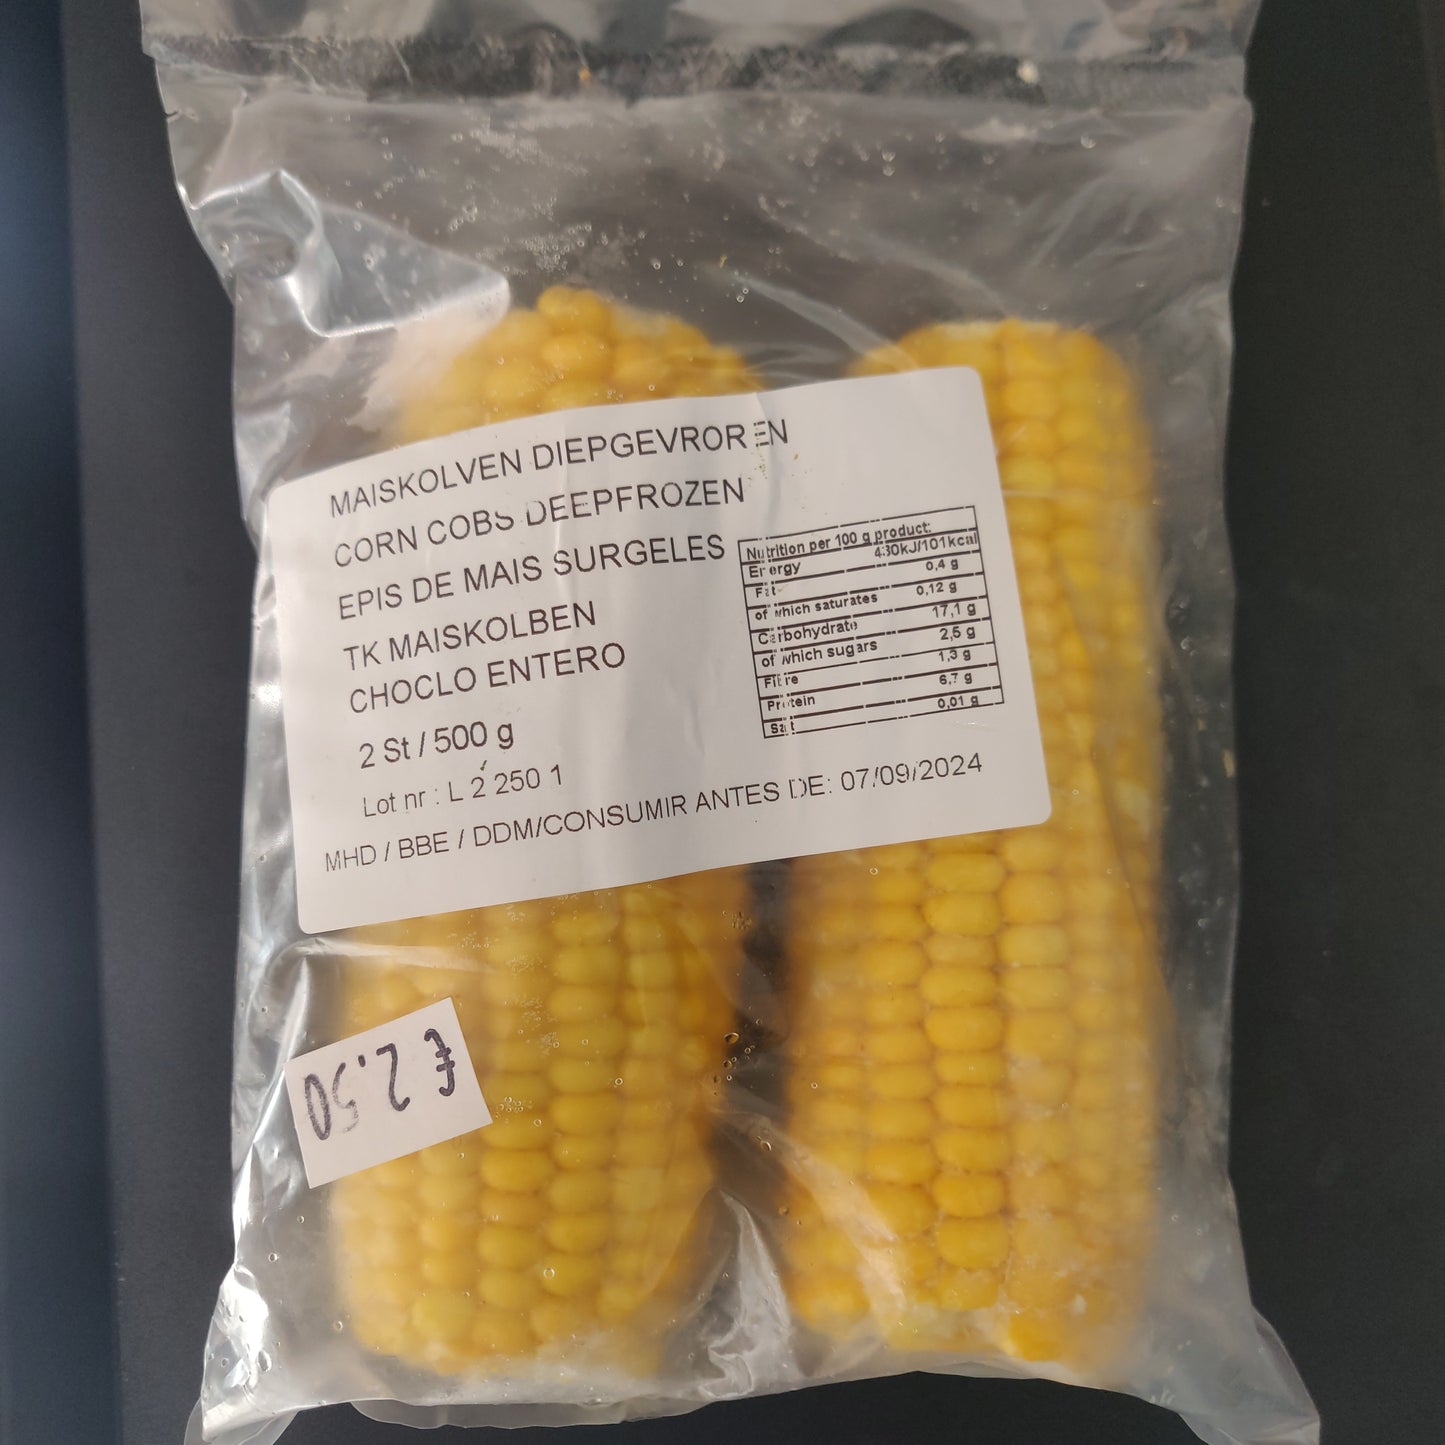 MAISKOLVEN DIEPGEVROREN
CORN COBS DEEPFROZEN
EPIS DE MAIS SURGELES
TK MAISKOLBEN
CHOCLO ENTERO
2 St / 500 g
Lot nr : L 2 250 1
MHD / BBE / DDM/CONSUMIR ANTES DE: 07/09/2024
Nutrition per 100 g product:
Energy 430kJ/101kcal
Fat 0,4 g
of which saturates 0,12 g
Carbohydrate 17,1 g
of which sugars 2,5 g
Fibre 1,3 g
Protein 6,7 g
Salt 0,01 g
€ 2.50